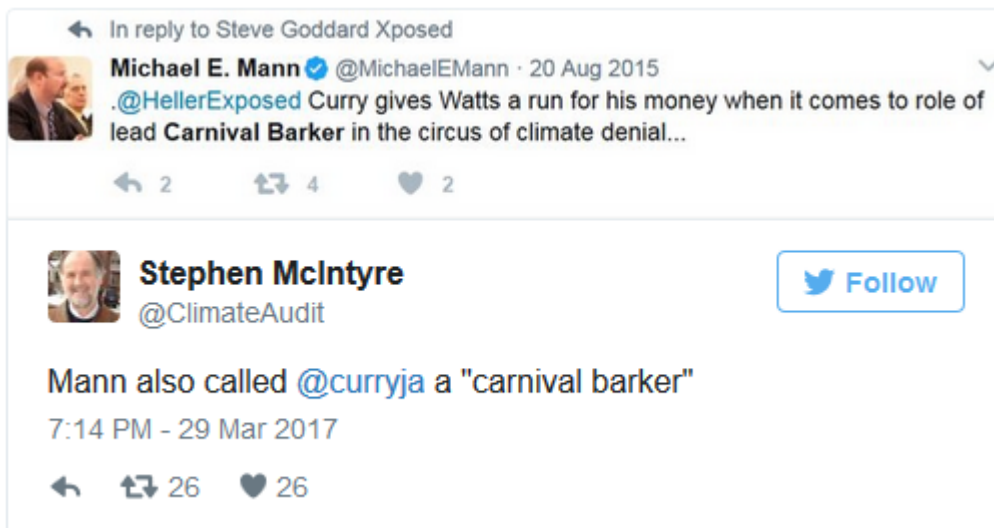 In reply to Steve Goddard Xposed
Michael E. Mann @MichaelEMann · 20 Aug 2015
.@HellerExposed Curry gives Watts a run for his money when it comes to role of
lead Carnival Barker in the circus of climate denial...
2 4 2
Stephen McIntyre
@ClimateAudit
Follow
Mann also called @curryja a "carnival barker"
7:14 PM - 29 Mar 2017
26 26